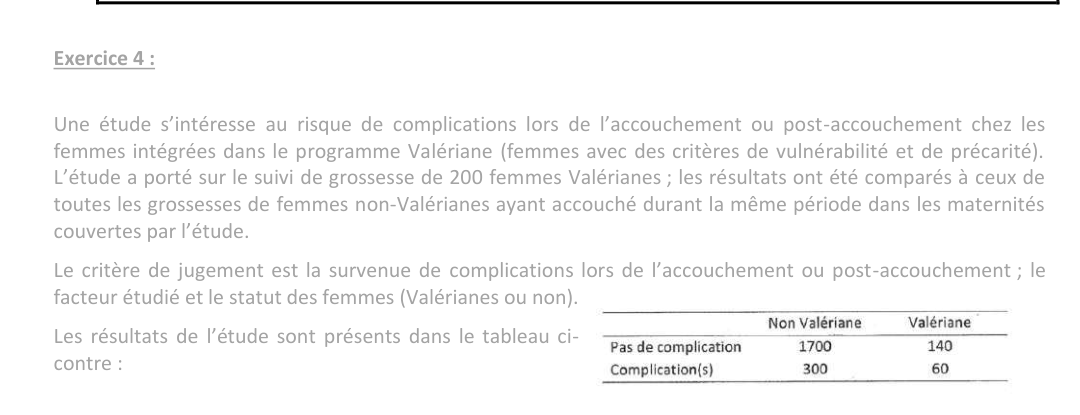 Exercice 4 :
Une étude s’intéresse au risque de complications lors de l’accouchement ou post-accouchement chez les
femmes intégrées dans le programme Valériane (femmes avec des critères de vulnérabilité et de précarité).
L’étude a porté sur le suivi de grossesse de 200 femmes Valérianes ; les résultats ont été comparés à ceux de
toutes les grossesses de femmes non-Valérianes ayant accouché durant la même période dans les maternités
couvertes par l’étude.
Le critère de jugement est la survenue de complications lors de l’accouchement ou post-accouchement ; le
facteur étudié et le statut des femmes (Valérianes ou non).
Les résultats de l’étude sont présents dans le tableau ci-
contre :
Non Valériane Valériane
Pas de complication 1700 140
Complication(s) 300 60